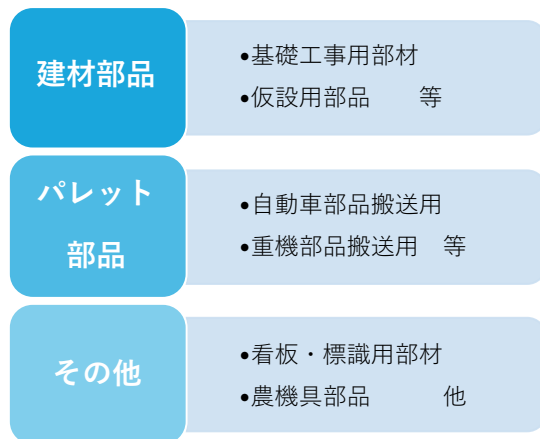 建材部品
•基礎工事用部材
•仮設用部品　　等
パレット
部品
•自動車部品搬送用
•重機部品搬送用　等
その他
•看板・標識用部材
•農機具部品　　　他